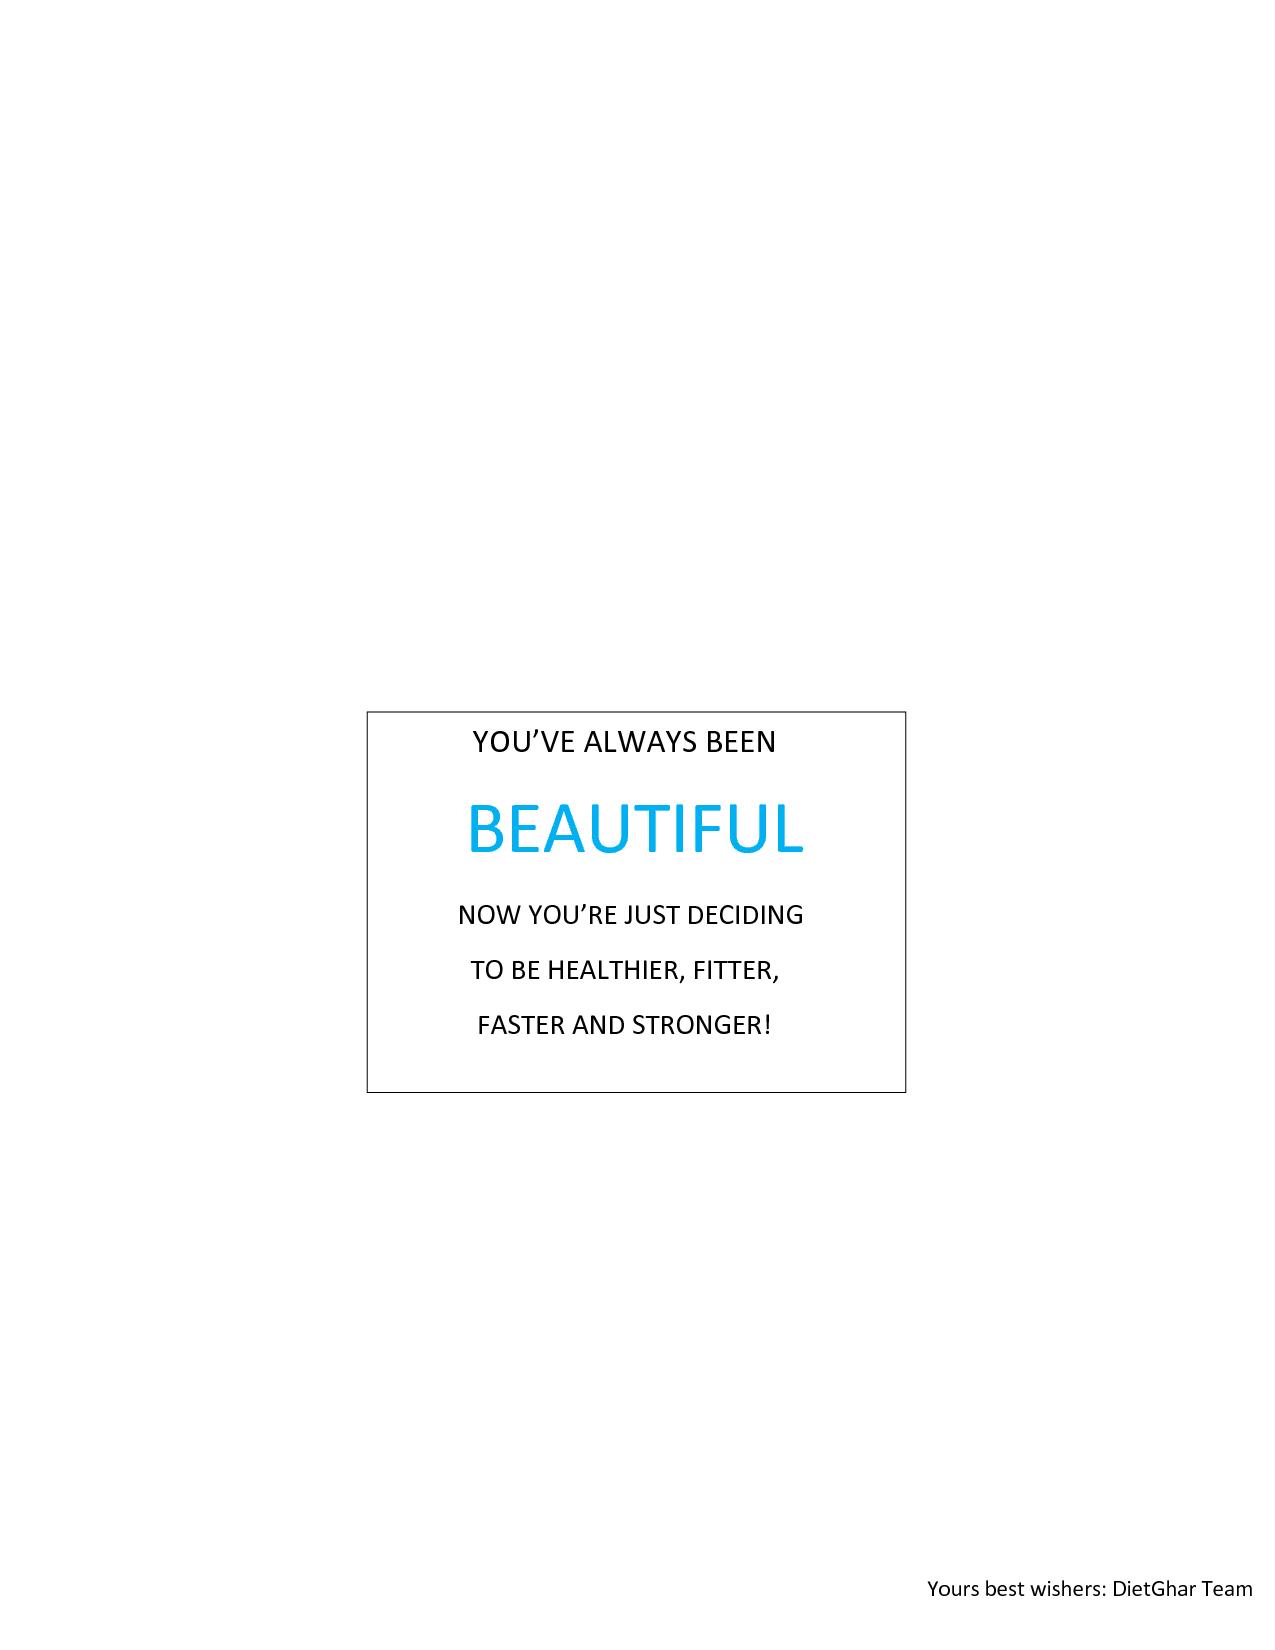 YOU’VE ALWAYS BEEN
BEAUTIFUL
NOW YOU’RE JUST DECIDING
TO BE HEALTHIER, FITTER,
FASTER AND STRONGER!
Yours best wishers: DietGhar Team